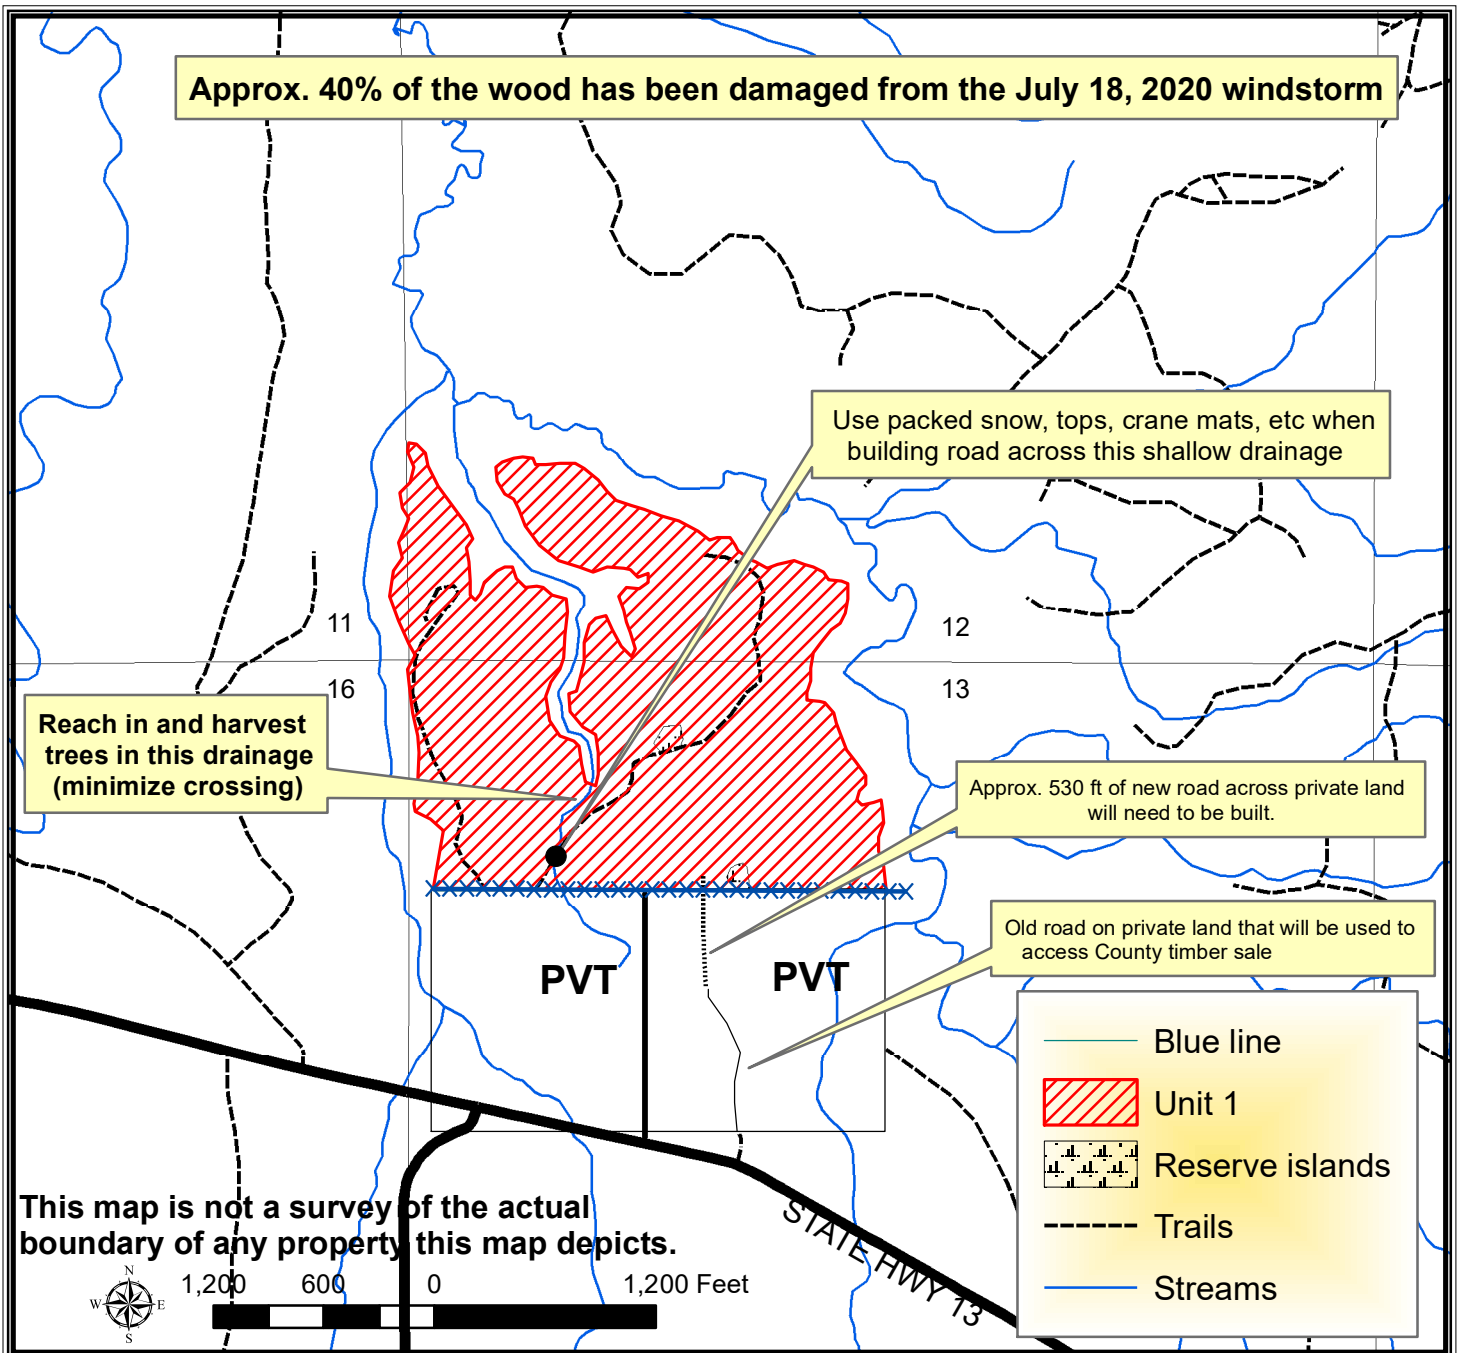 Approx. 40% of the wood has been damaged from the July 18, 2020 windstorm
Use packed snow, tops, crane mats, etc when
building road across this shallow drainage
11
12
16
13
Reach in and harvest
trees in this drainage
(minimize crossing)
Approx. 530 ft of new road across private land
will need to be built.
Old road on private land that will be used to
access County timber sale
PVT
PVT
Blue line
Unit 1
Reserve islands
Trails
Streams
This map is not a survey of the actual
boundary of any property this map depicts.
STATE HWY 13
N
W
E
S
1,200
600
0
1,200 Feet